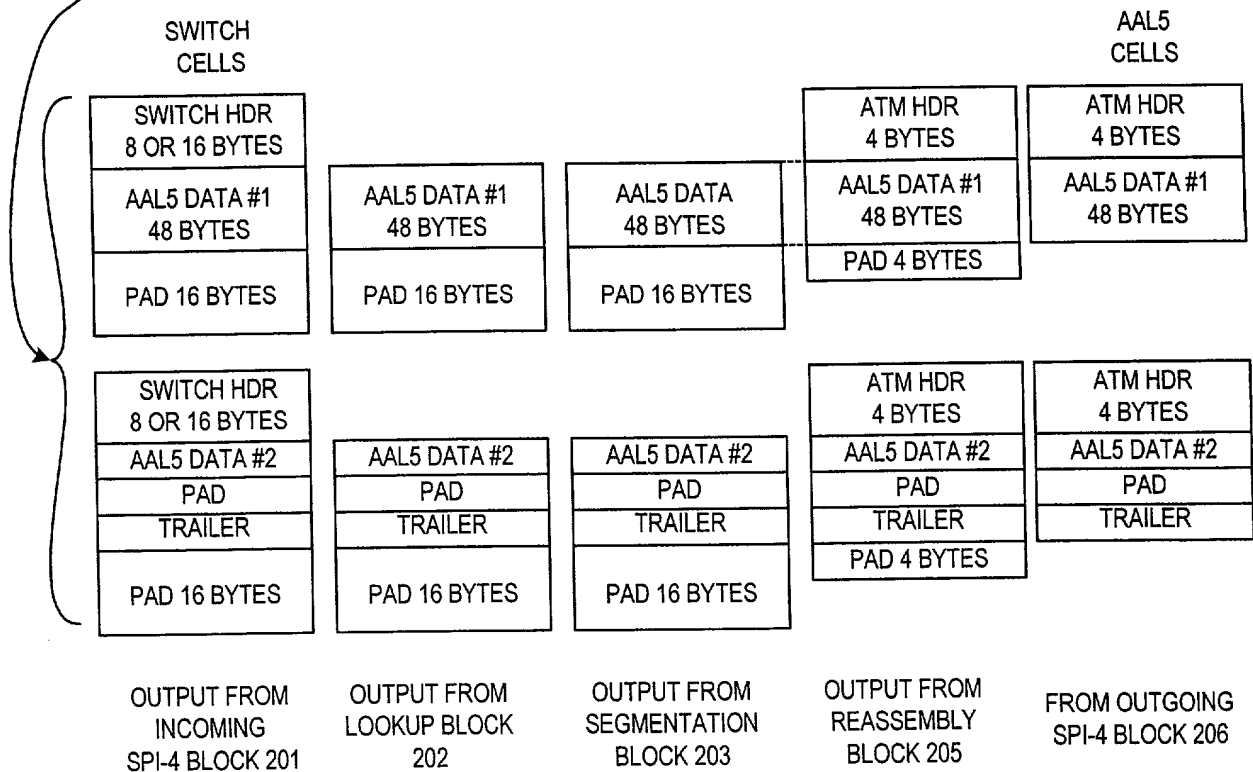 SWITCH
CELLS
AAL5
CELLS
SWITCH HDR
8 OR 16 BYTES
AAL5 DATA #1
48 BYTES
PAD 16 BYTES
AAL5 DATA #1
48 BYTES
PAD 16 BYTES
AAL5 DATA
48 BYTES
PAD 16 BYTES
ATM HDR
4 BYTES
AAL5 DATA #1
48 BYTES
PAD 4 BYTES
ATM HDR
4 BYTES
AAL5 DATA #1
48 BYTES
SWITCH HDR
8 OR 16 BYTES
AAL5 DATA #2
PAD
TRAILER
PAD 16 BYTES
AAL5 DATA #2
PAD
TRAILER
PAD 16 BYTES
AAL5 DATA #2
PAD
TRAILER
PAD 16 BYTES
ATM HDR
4 BYTES
AAL5 DATA #2
PAD
TRAILER
PAD 4 BYTES
ATM HDR
4 BYTES
AAL5 DATA #2
PAD
TRAILER
OUTPUT FROM
INCOMING
SPI-4 BLOCK 201
OUTPUT FROM
LOOKUP BLOCK
202
OUTPUT FROM
SEGMENTATION
BLOCK 203
OUTPUT FROM
REASSEMBLY
BLOCK 205
FROM OUTGOING
SPI-4 BLOCK 206